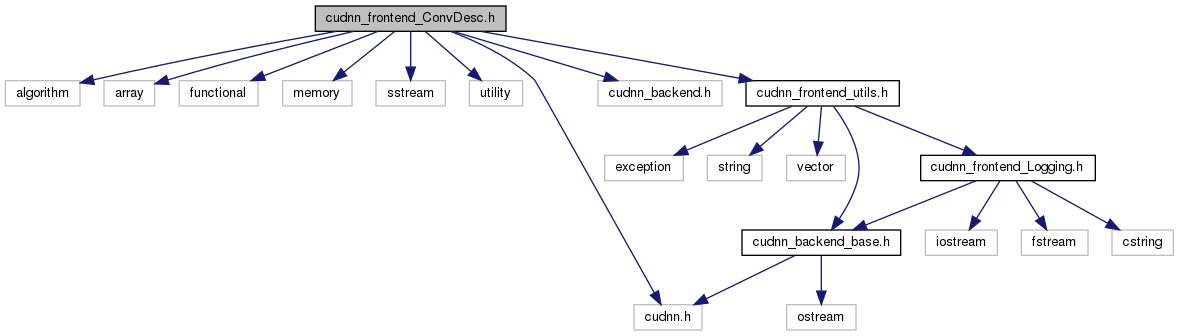 cudnn_frontend_ConvDesc.h
algorithm
array
functional
memory
sstream
utility
cudnn_backend.h
cudnn_frontend_utils.h
exception
string
vector
cudnn_frontend_Logging.h
cudnn_backend_base.h
iostream
fstream
cstring
cudnn.h
ostream